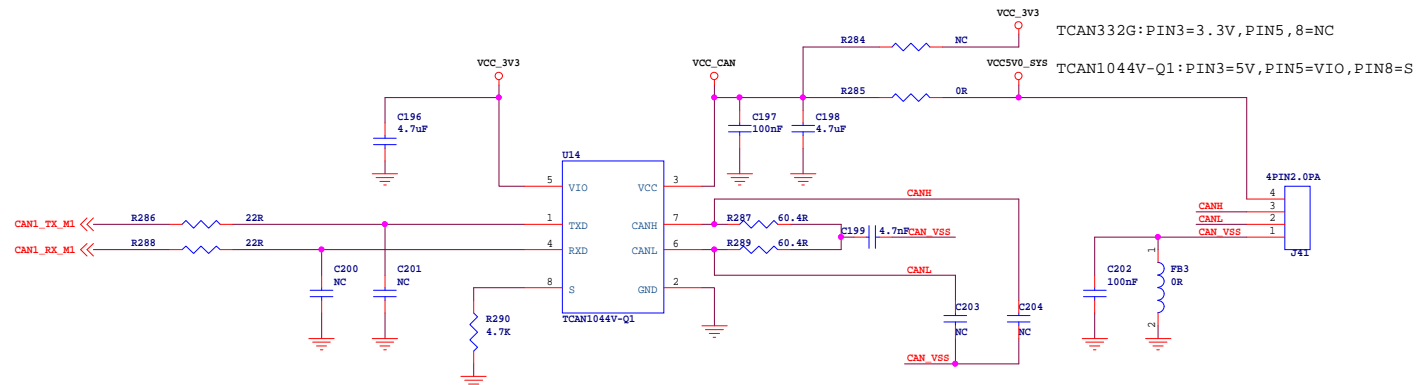 VCC_3V3
TCAN332G:PIN3=3.3V,PIN5,8=NC
R284 NC
VCC_3V3 VCC_CAN VCC5V0_SYS
TCAN1044V-Q1:PIN3=5V,PIN5=VIO,PIN8=S
R285 0R
C196
4.7uF
C197
100nF
C198
4.7uF
U14
4PIN2.0PA
5 VIO VCC 3
4
CANH
CANH 3
CAN1_TX_M1 R286 22R 1 TXD CANH 7 R287 60.4R
CANL 2
C199 4.7nF CAN_VSS
CAN_VSS 1
CAN1_RX_M1 R288 22R 4 RXD CANL 6 R289 60.4R
J41
CANL
C200
NC
C201
NC
8 S GND 2
C202
100nF
1
FB3
0R
2
R290
4.7K
TCAN1044V-Q1
C203
NC
C204
NC
CAN_VSS